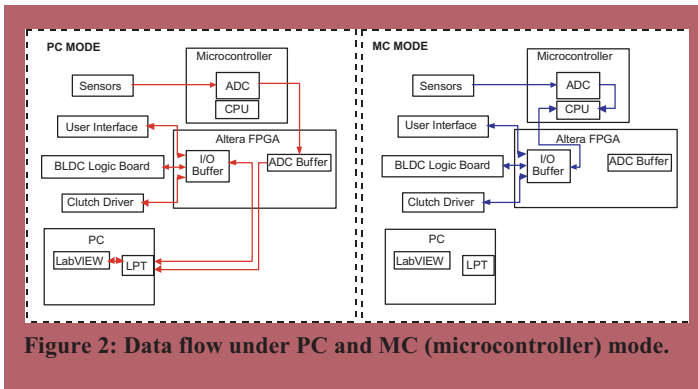 PC MODE
Microcontroller
Sensors
ADC
CPU
User Interface
Altera FPGA
BLDC Logic Board
I/O
Buffer
ADC Buffer
Clutch Driver
PC
LabVIEW
LPT
MC MODE
Microcontroller
Sensors
ADC
CPU
User Interface
Altera FPGA
BLDC Logic Board
I/O
Buffer
ADC Buffer
Clutch Driver
PC
LabVIEW
LPT
Figure 2: Data flow under PC and MC (microcontroller) mode.